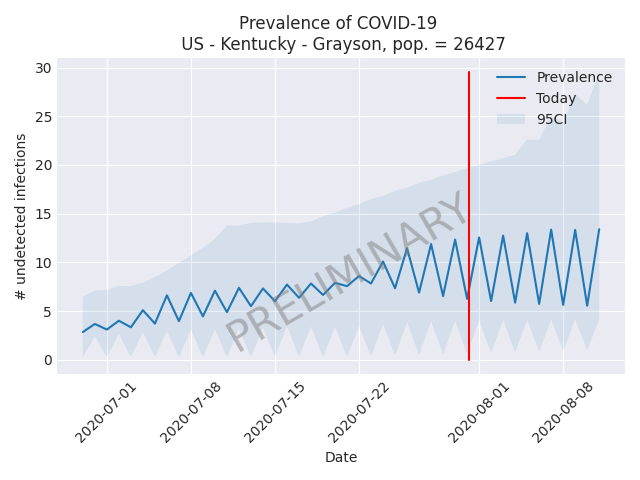 Prevalence of COVID-19
US - Kentucky - Grayson, pop. = 26427
# undetected infections
30
25
20
15
10
5
0
Prevalence
Today
95CI
PRELIMINARY
2020-07-01
2020-07-08
2020-07-15
2020-07-22
2020-08-01
2020-08-08
Date